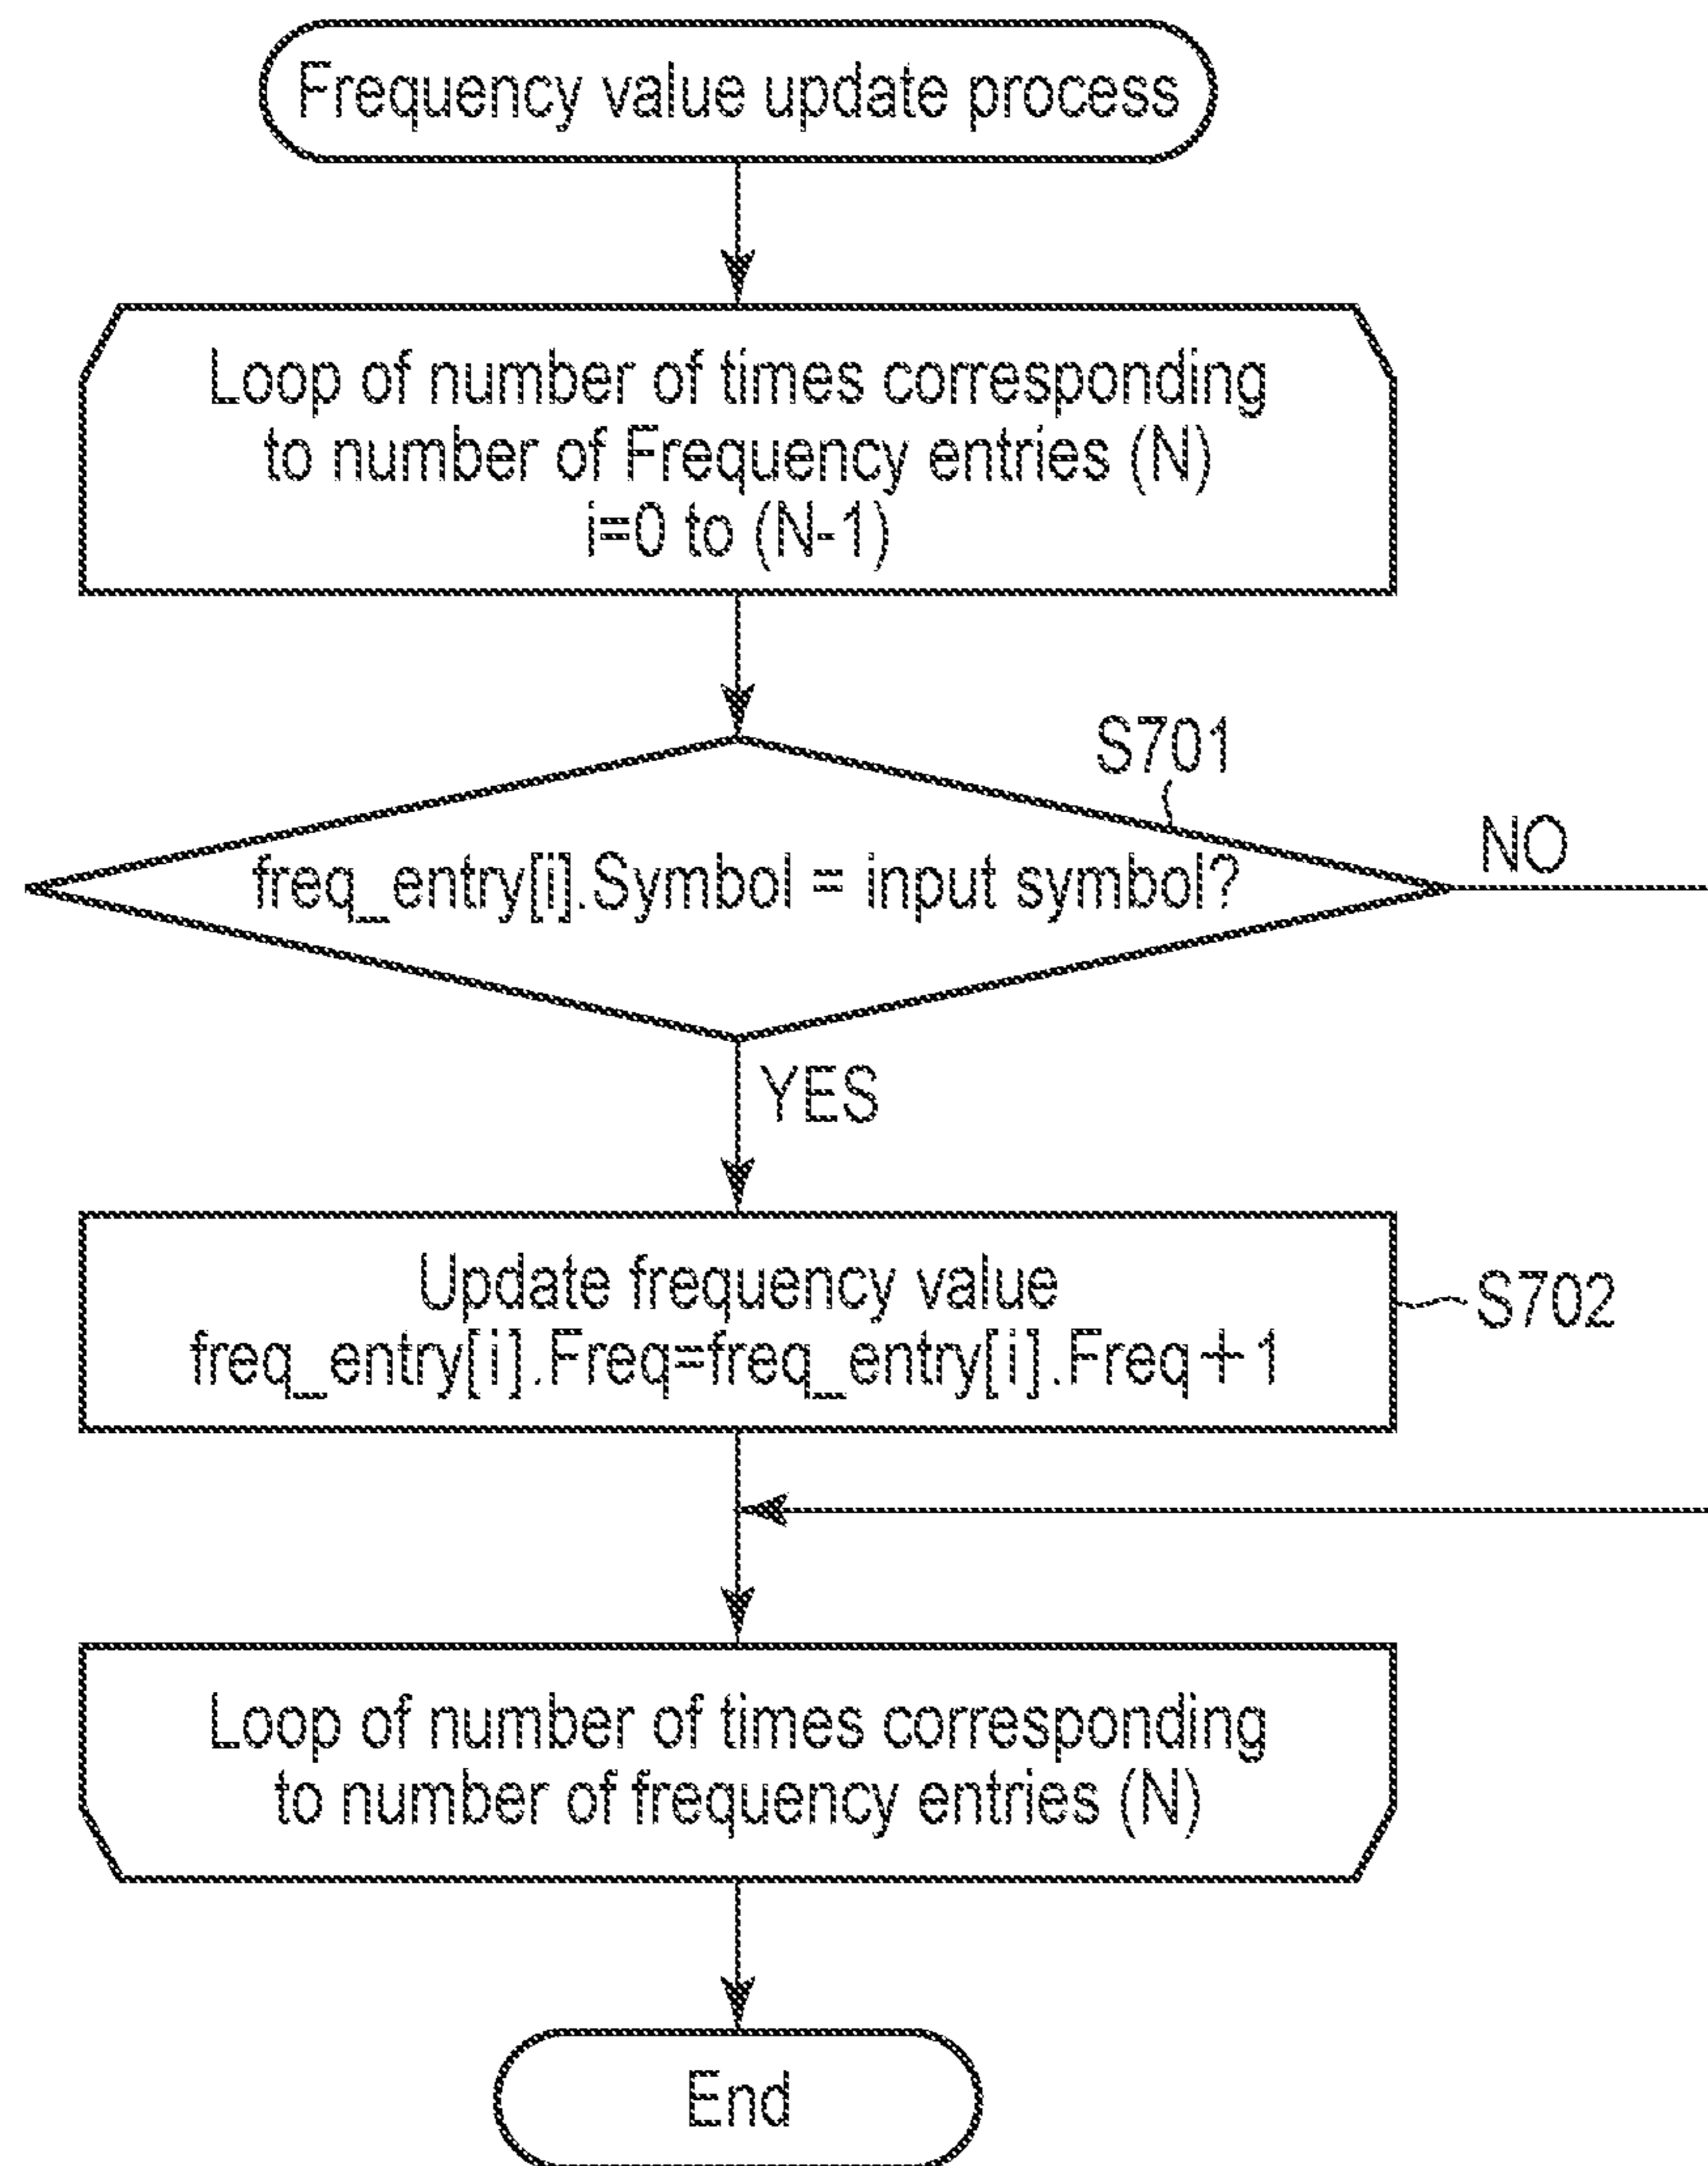 Frequency value update process
Loop of number of times corresponding
to number of Frequency entries (N)
i=0 to (N-1)
S701
freq_entry[i].Symbol = input symbol?
NO
YES
Update frequency value
freq_entry[i].Freq=freq_entry[i].Freq+1
S702
Loop of number of times corresponding
to number of frequency entries (N)
End